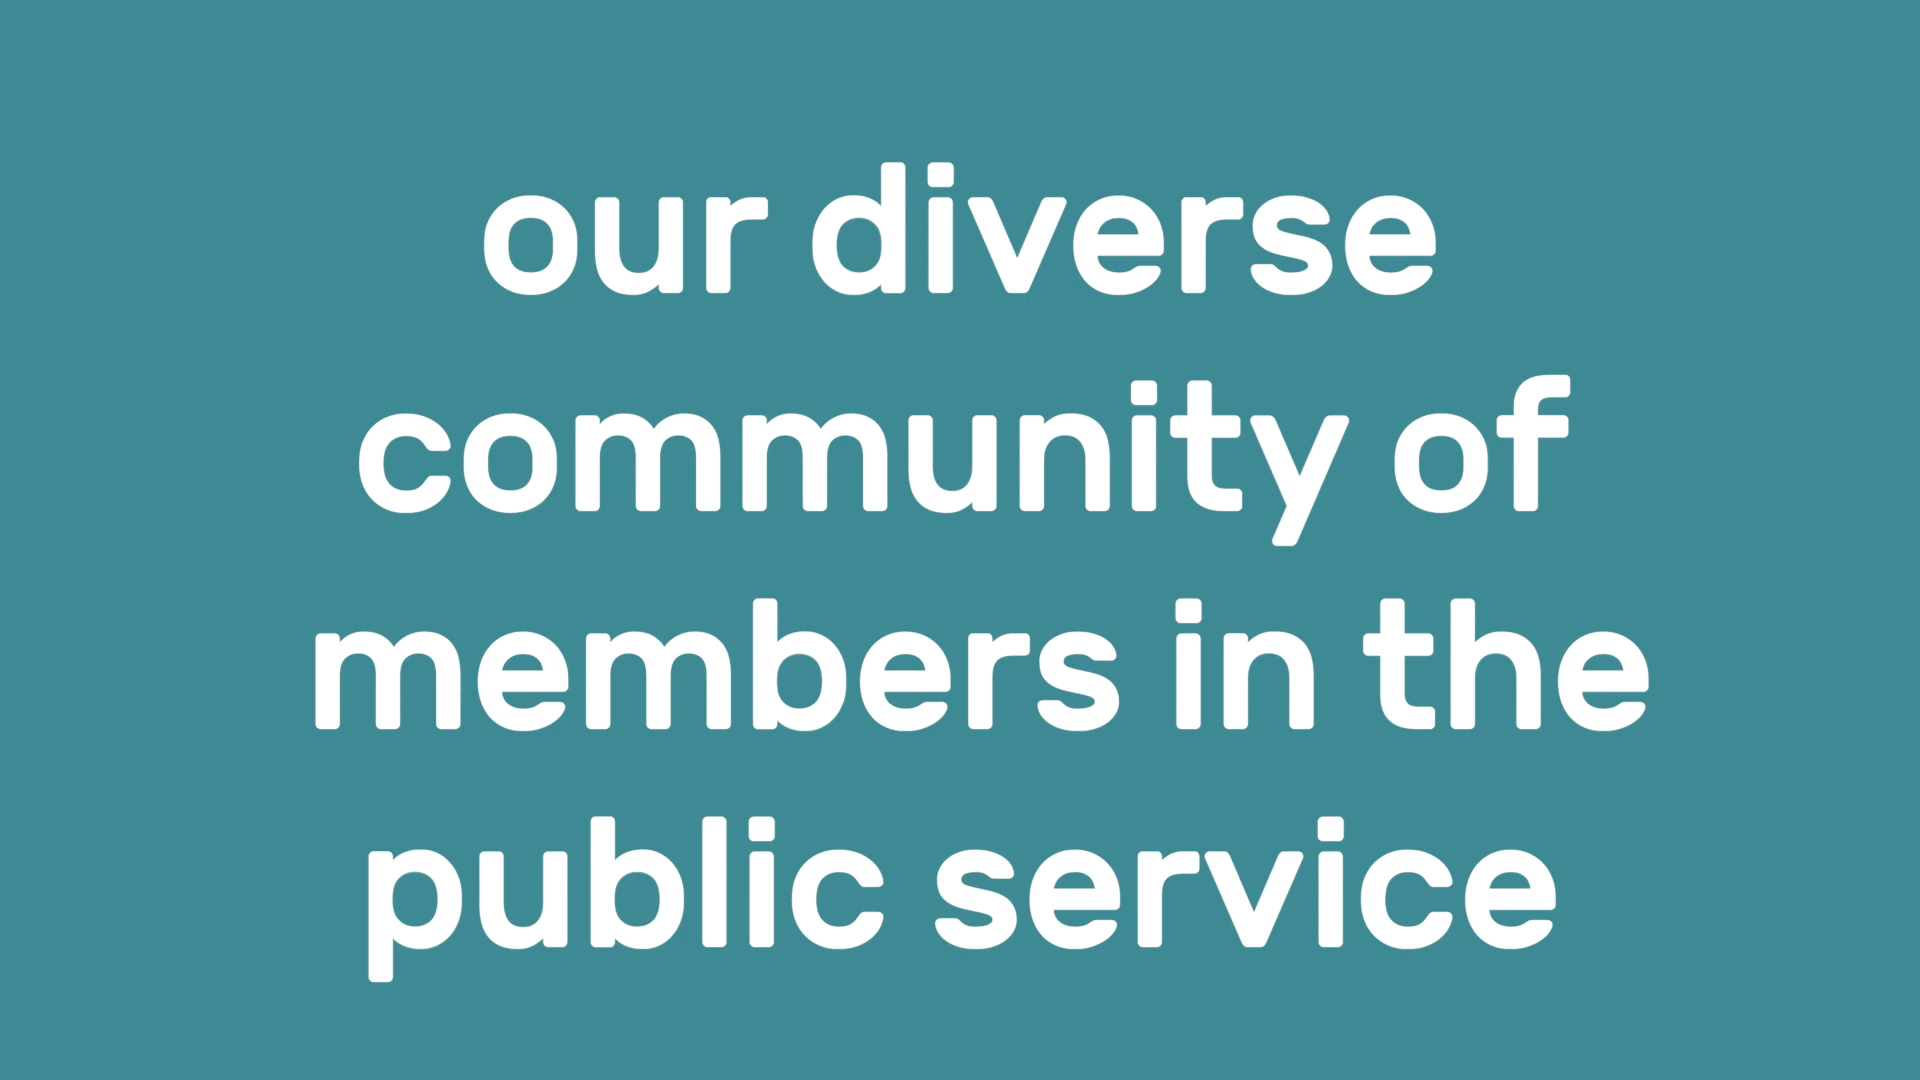 our diverse
community of
members in the
public service